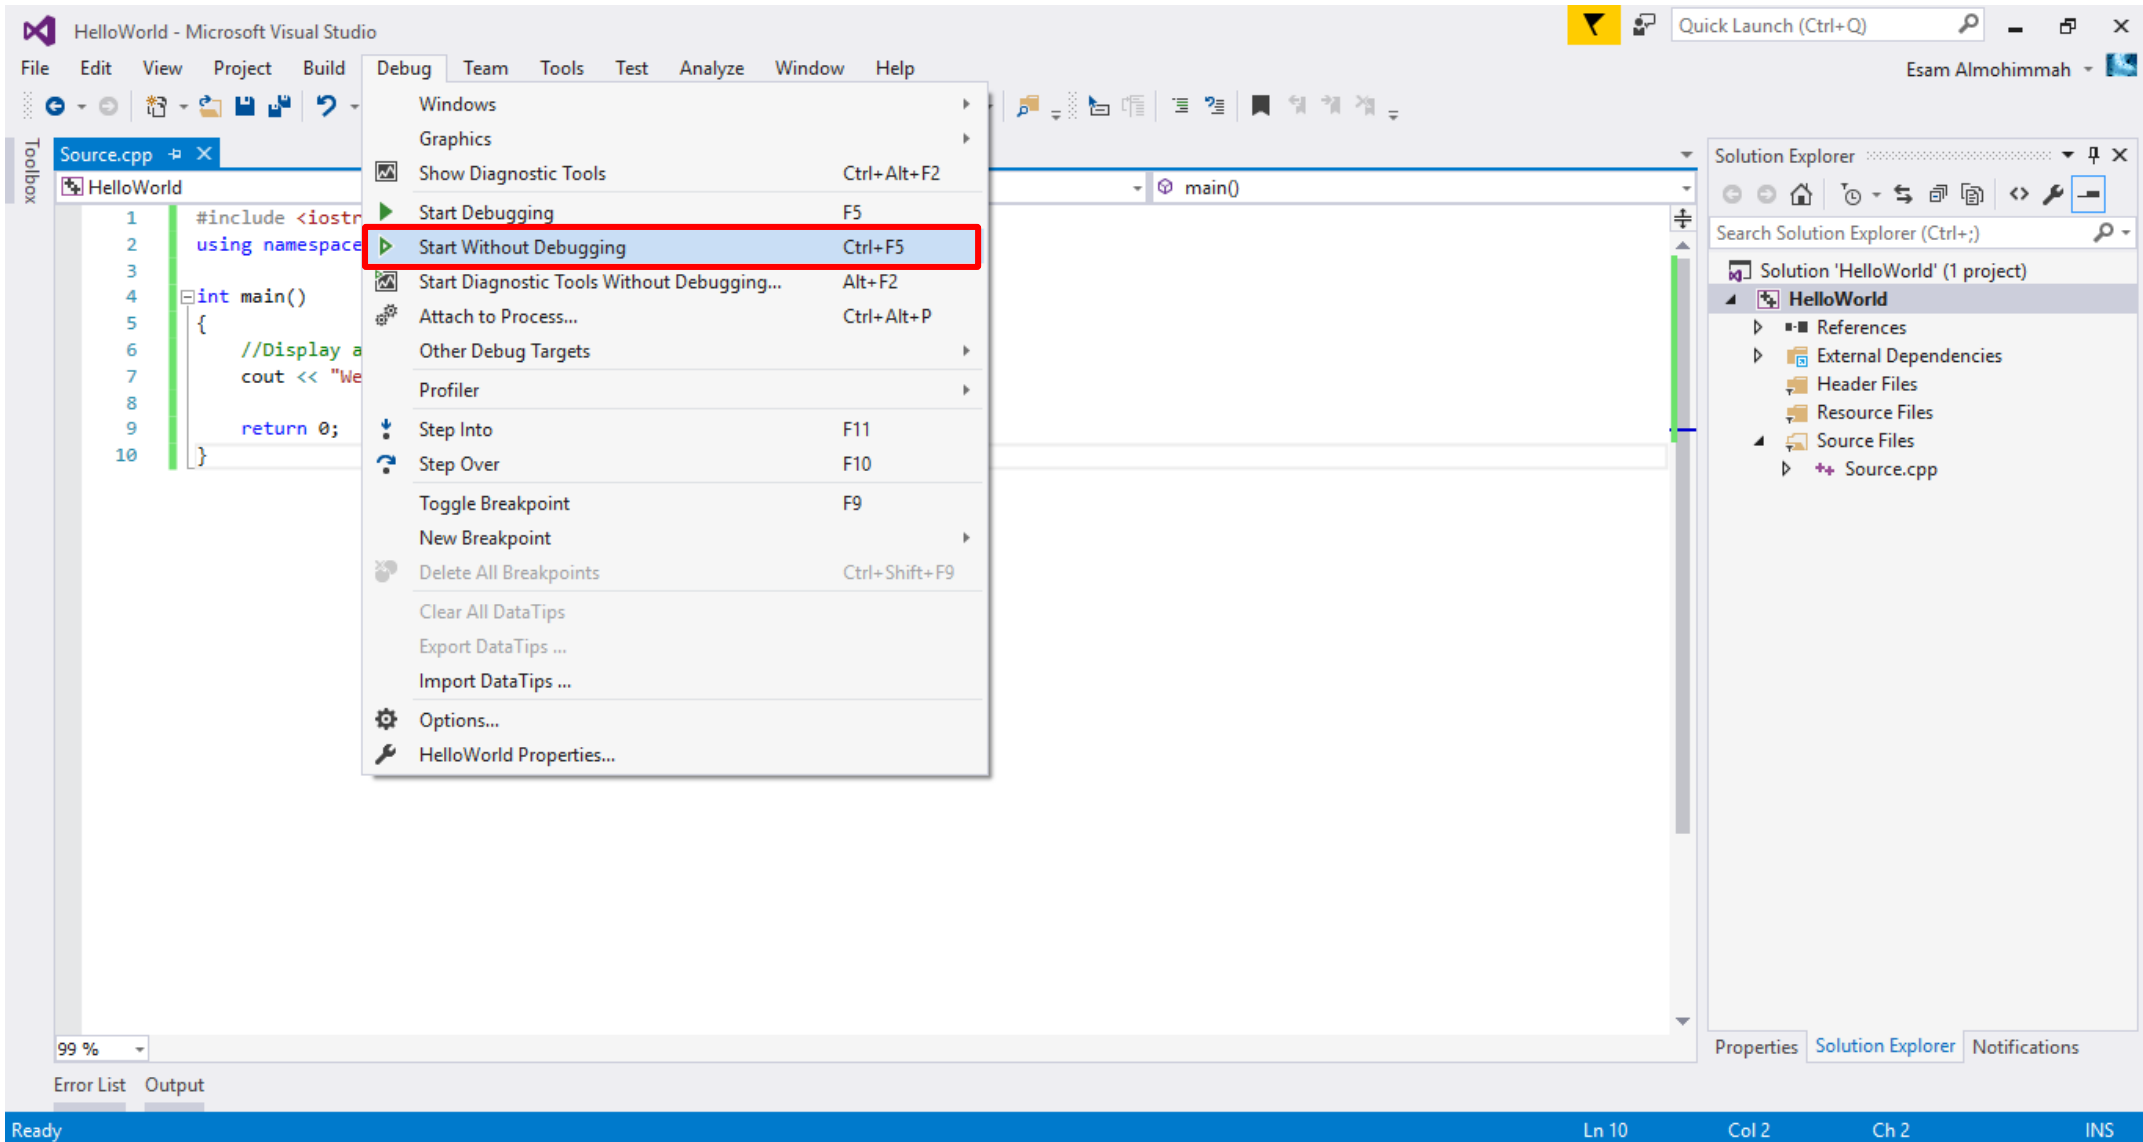 HelloWorld - Microsoft Visual Studio
Quick Launch (Ctrl+Q)
File Edit View Project Build Debug Team Tools Test Analyze Window Help
Esam Almohimmah
Toolbox
Source.cpp
HelloWorld
main()
1 #include <iostr
2 using namespace
3
4 int main()
5 {
6 //Display a
7 cout << "We
8
9 return 0;
10 }
Windows
Graphics
Show Diagnostic Tools Ctrl+Alt+F2
Start Debugging F5
Start Without Debugging Ctrl+F5
Start Diagnostic Tools Without Debugging... Alt+F2
Attach to Process... Ctrl+Alt+P
Other Debug Targets
Profiler
Step Into F11
Step Over F10
Toggle Breakpoint F9
New Breakpoint
Delete All Breakpoints Ctrl+Shift+F9
Clear All DataTips
Export DataTips ...
Import DataTips ...
Options...
HelloWorld Properties...
Solution Explorer
Search Solution Explorer (Ctrl+;)
Solution 'HelloWorld' (1 project)
HelloWorld
References
External Dependencies
Header Files
Resource Files
Source Files
Source.cpp
99 %
Properties Solution Explorer Notifications
Error List Output
Ready Ln 10 Col 2 Ch 2 INS